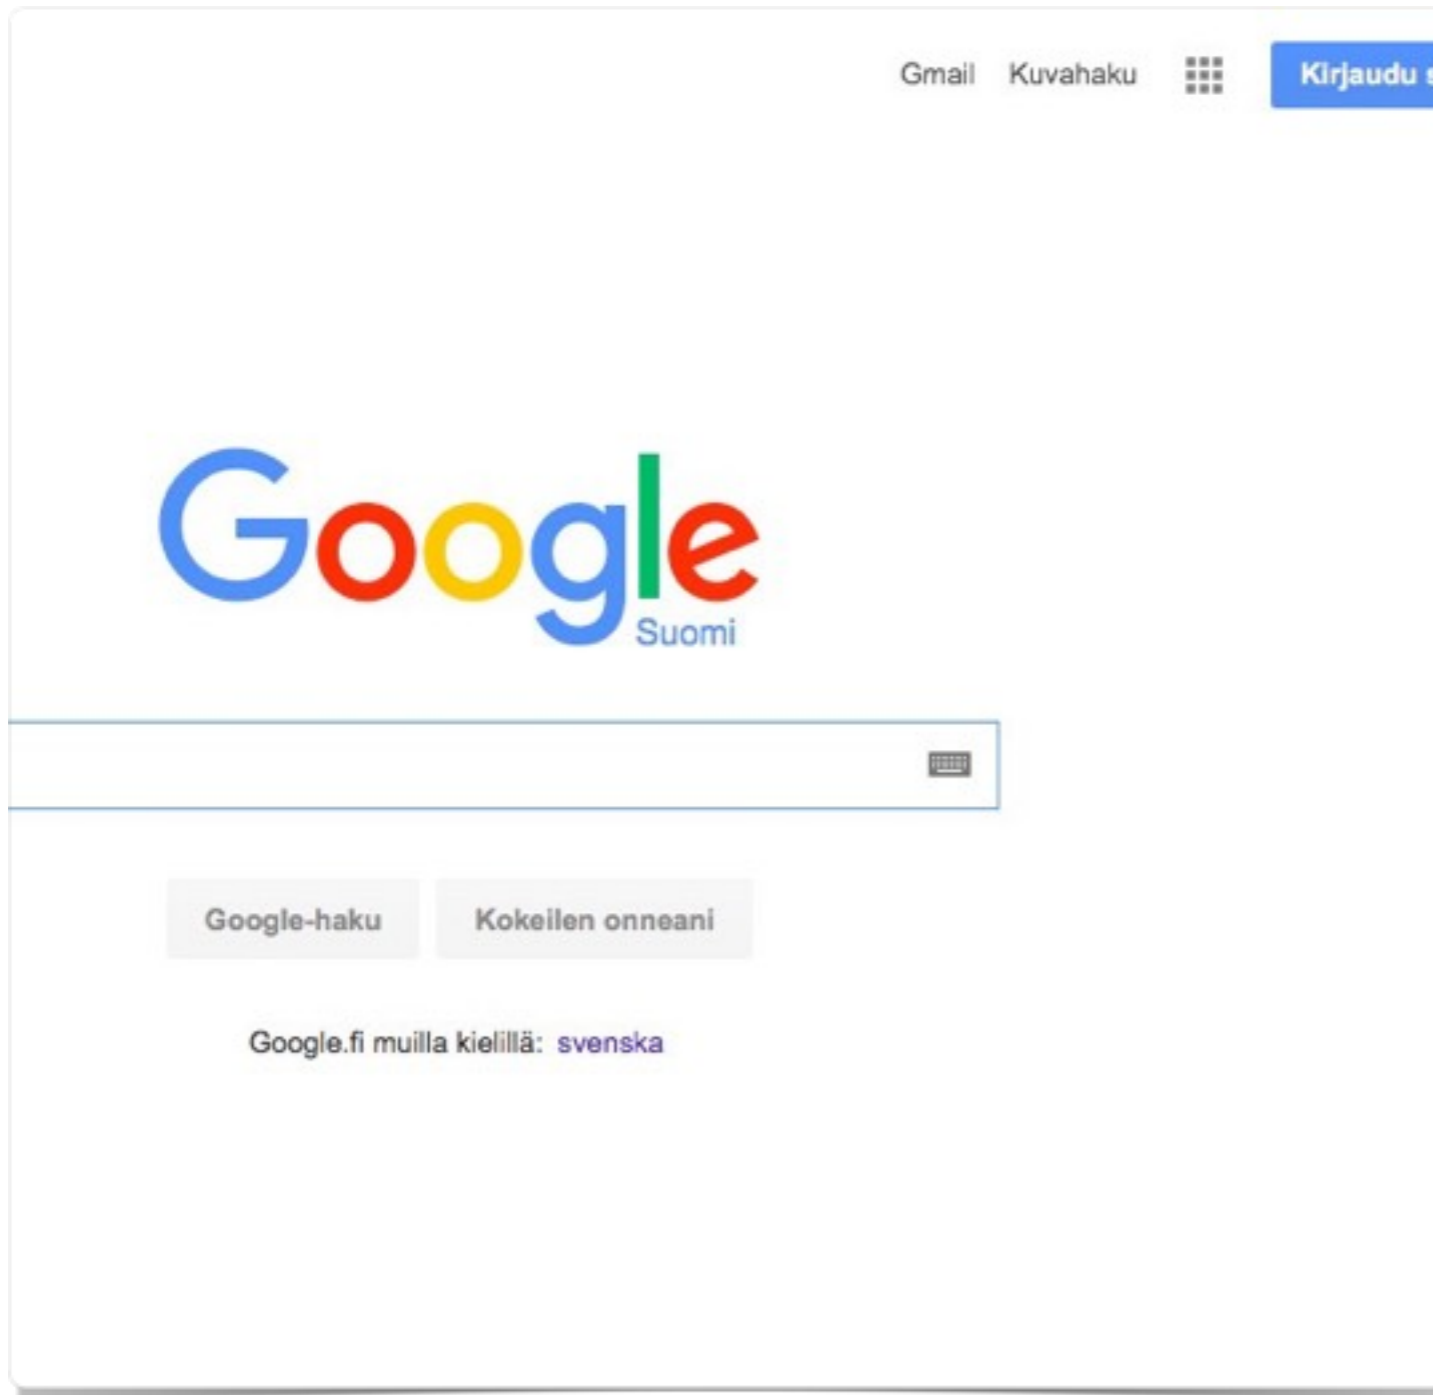 Gmail Kuvahaku Kirjaudu s
Google
Suomi
Google-haku Kokeilen onneani
Google.fi muilla kielillä: svenska